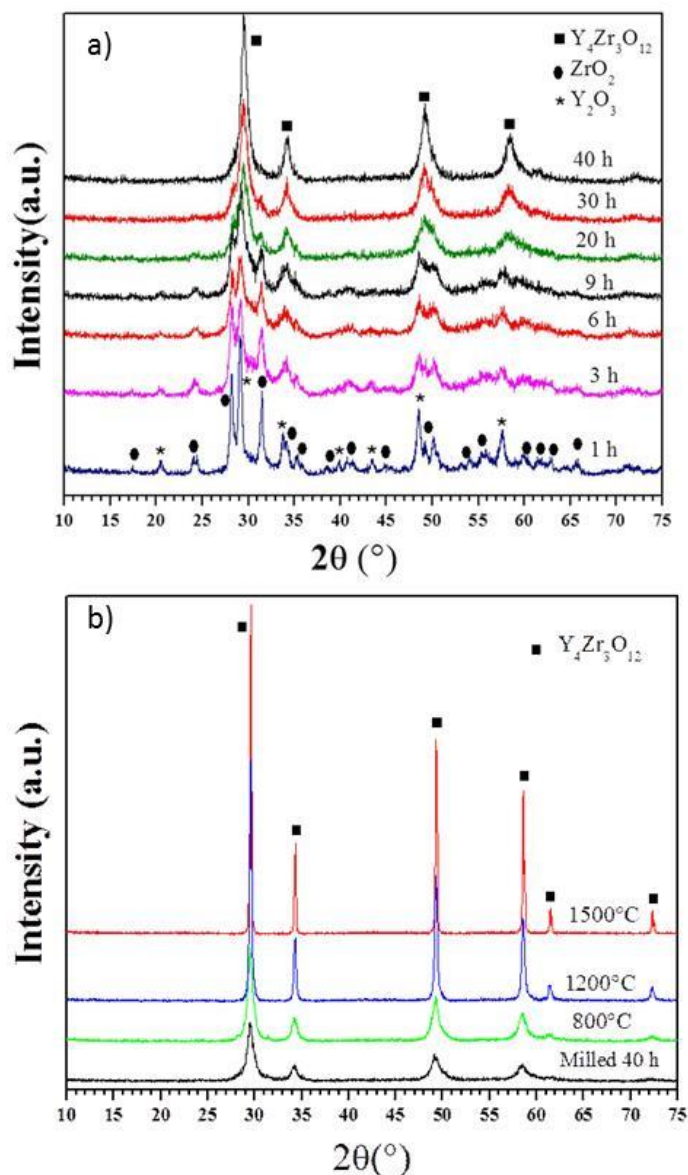 a)
Y₄Zr₃O₁₂
ZrO₂
* Y₂O₃
40 h
30 h
20 h
9 h
6 h
3 h
1 h
Intensity(a.u.)
10 15 20 25 30 35 40 45 50 55 60 65 70 75
2θ (°)
b)
Y₄Zr₃O₁₂
1500°C
1200°C
800°C
Milled 40 h
Intensity (a.u.)
10 15 20 25 30 35 40 45 50 55 60 65 70 75
2θ(°)